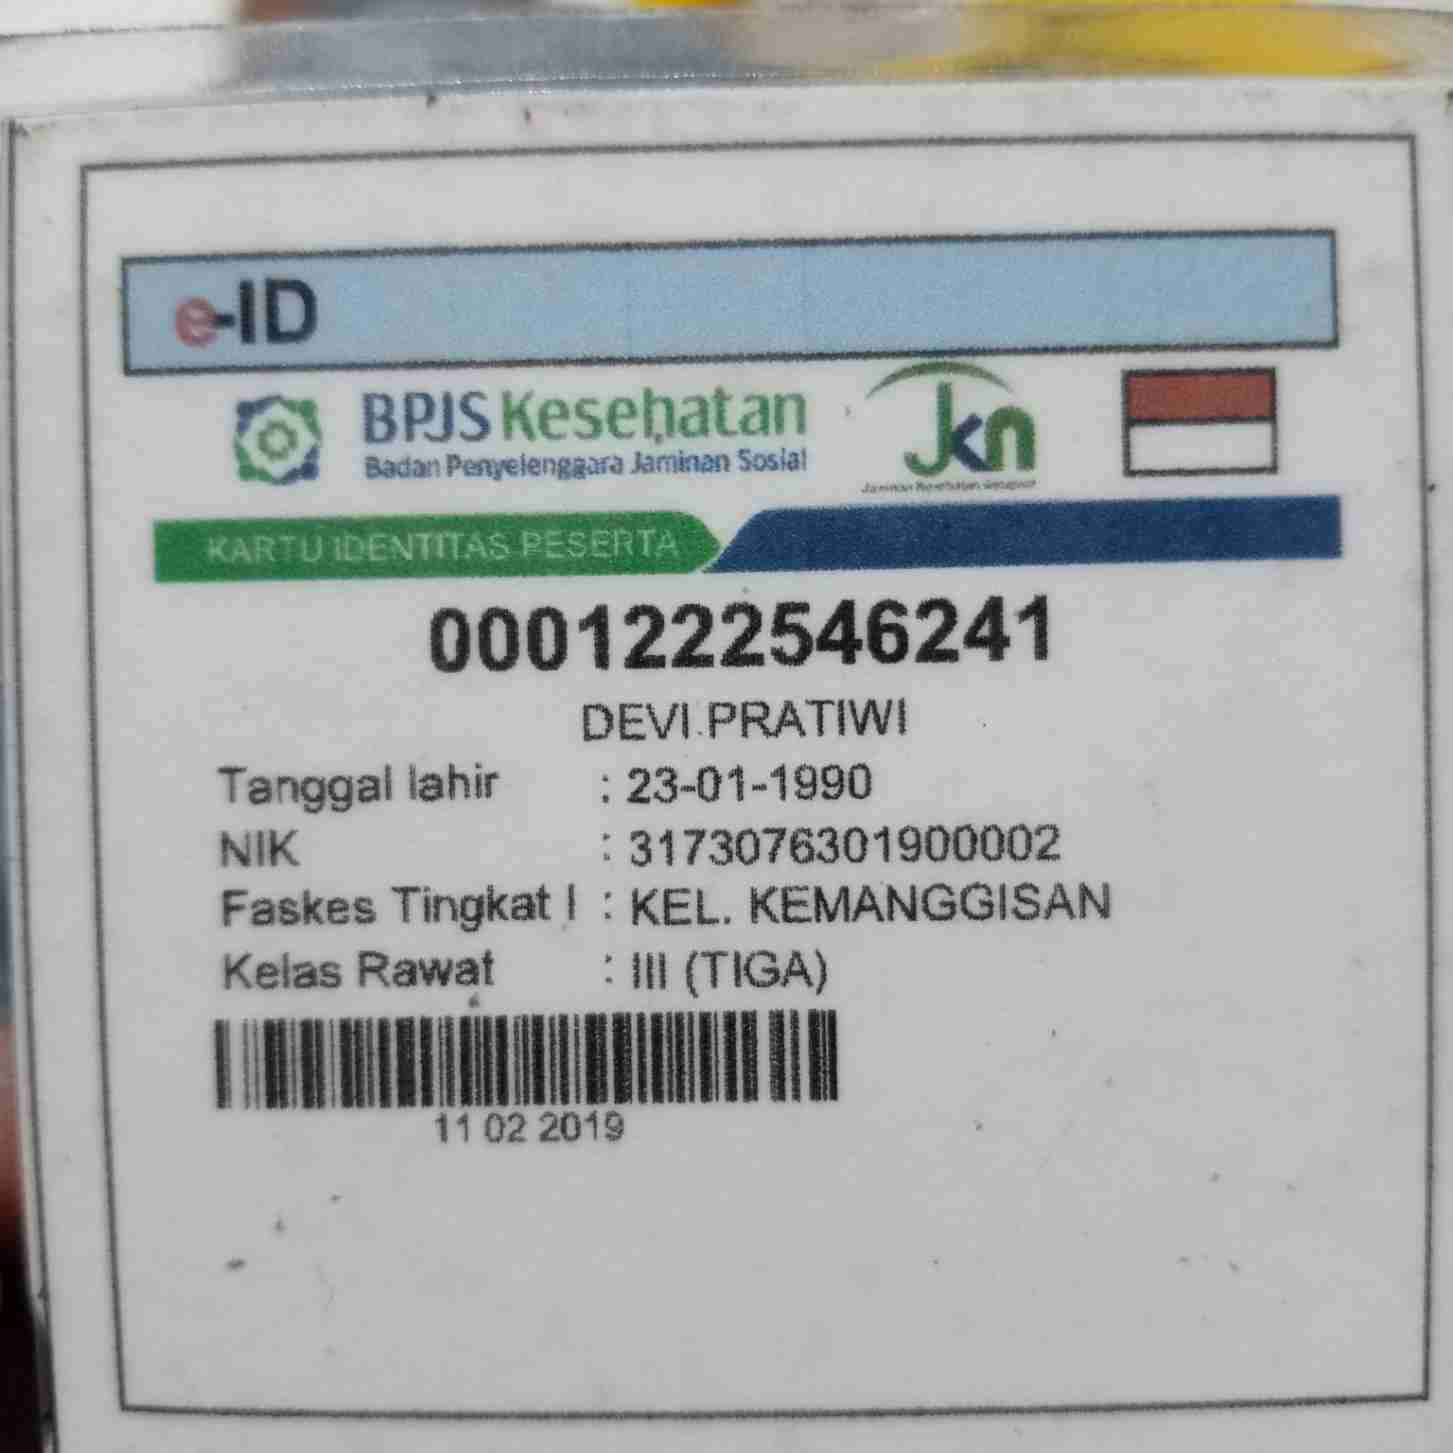 e-ID
BPJS Kesehatan
Badan Penyelenggara Jaminan Sosial
Jkn
KARTU IDENTITAS PESERTA
0001222546241
DEVI PRATIWI
Tanggal lahir : 23-01-1990
NIK : 3173076301900002
Faskes Tingkat I : KEL. KEMANGGISAN
Kelas Rawat : III (TIGA)
11 02 2019